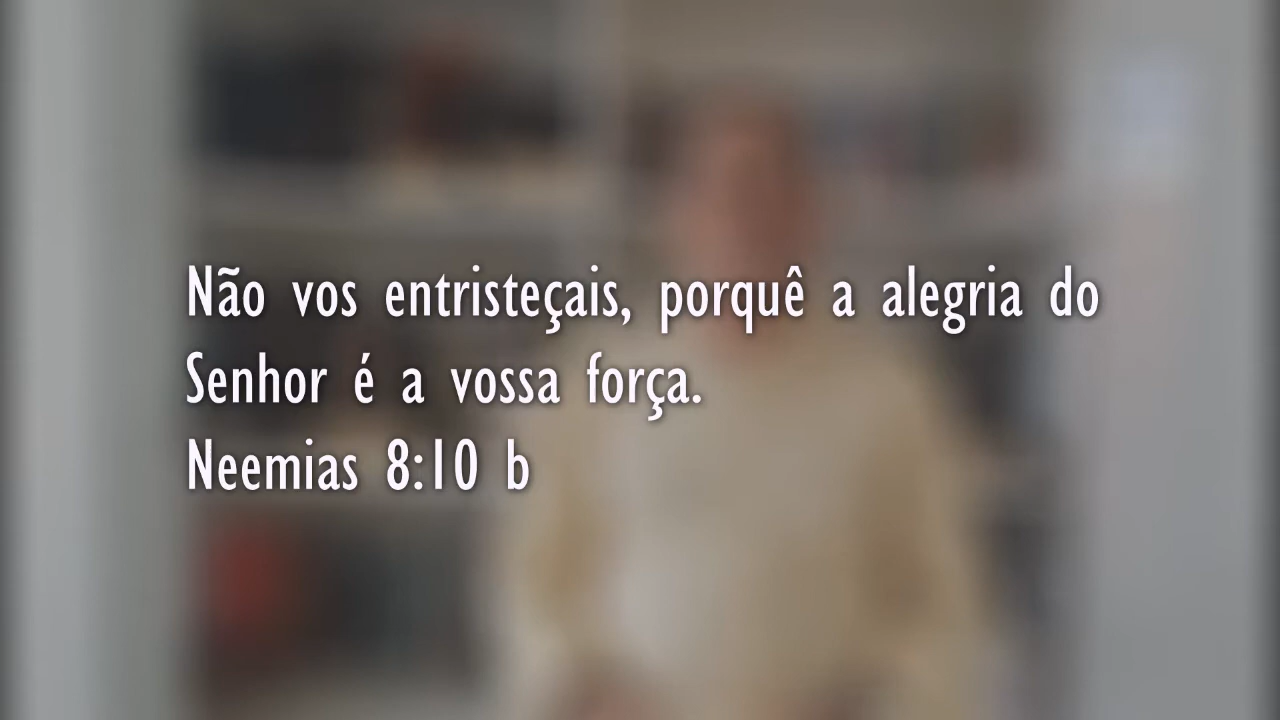 Não vos entristeçais, porquê a alegria do
Senhor é a vossa força.
Neemias 8:10 b